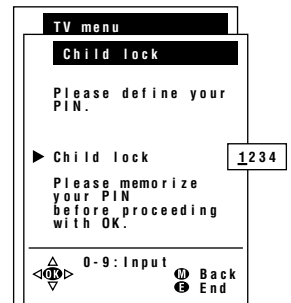 TV menu
Child lock
Please define your
PIN.
Child lock 1234
Please memorize
your PIN
before proceeding
with OK.
OK 0-9:Input
M Back
E End